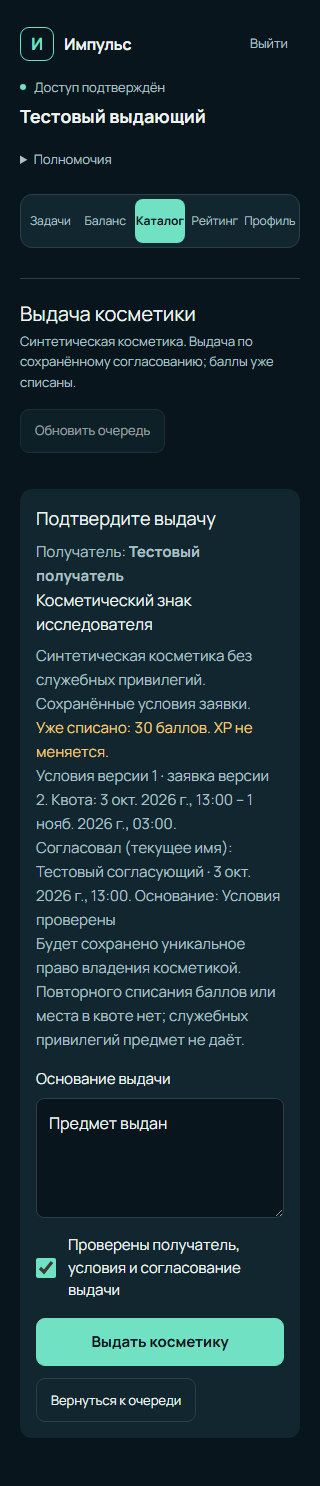 И Импульс Выйти
Доступ подтверждён
Тестовый выдающий
Полномочия
Задачи Баланс Каталог Рейтинг Профиль
Выдача косметики
Синтетическая косметика. Выдача по
сохранённому согласованию; баллы уже
списаны.
Обновить очередь
Подтвердите выдачу
Получатель: Тестовый
получатель
Косметический знак
исследователя
Синтетическая косметика без
служебных привилегий.
Сохранённые условия заявки.
Уже списано: 30 баллов. XP не
меняется.
Условия версии 1 · заявка версии
2. Квота: 3 окт. 2026 г., 13:00 – 1
нояб. 2026 г., 03:00.
Согласовал (текущее имя):
Тестовый согласующий · 3 окт.
2026 г., 13:00. Основание: Условия
проверены
Будет сохранено уникальное
право владения косметикой.
Повторного списания баллов или
места в квоте нет; служебных
привилегий предмет не даёт.
Основание выдачи
Предмет выдан
Проверены получатель,
условия и согласование
выдачи
Выдать косметику
Вернуться к очереди